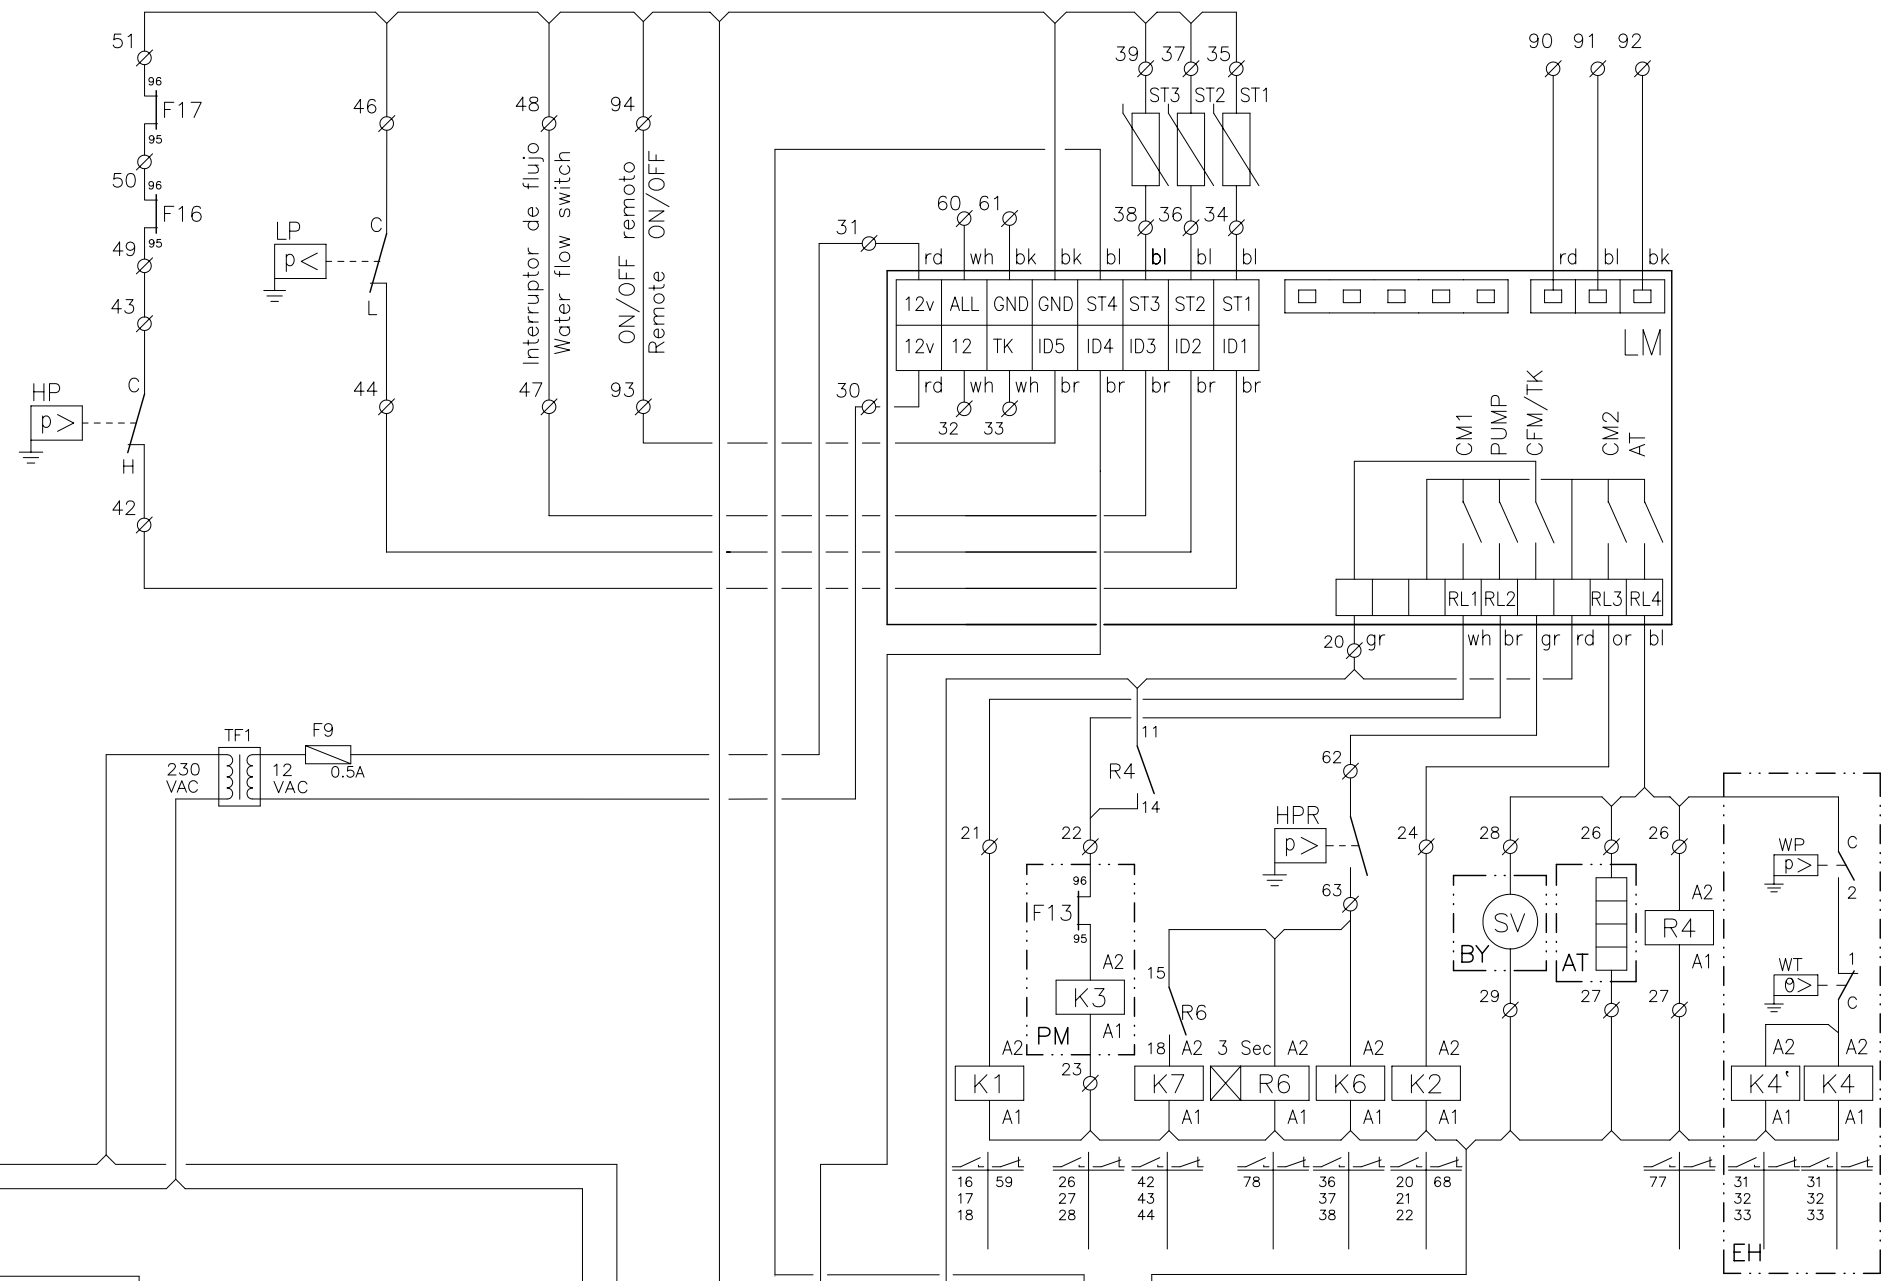 51
96
F17
95
50
96
F16
95
49
43
HP
p>
C
H
42
46
LP
p<
C
L
44
48
Interruptor de flujo
Water flow switch
47
94
ON/OFF remoto
Remote ON/OFF
93
39 37 35
ST3 ST2 ST1
38 36 34
90 91 92
31
60 61
rd wh bk bk bl bl bl bl
rd bl bk
12v ALL GND GND ST4 ST3 ST2 ST1
12v 12 TK ID5 ID4 ID3 ID2 ID1
LM
rd wh wh br br br br br
30
32 33
CM1
PUMP
CFM/TK
CM2
AT
RL1 RL2 RL3 RL4
20 gr wh br gr rd or bl
TF1
230
VAC
12
VAC
F9
0.5A
11
R4
14
62
HPR
p>
63
21 22 24 28 26 26
96
F13
95
A2
K3
A1
PM
23
15
R6
18
SV
BY
29
AT
27
A2
R4
A1
27
WP
p>
C
2
WT
θ>
1
C
A2
K1
A1
A2
K7
A1
3 Sec
A2
R6
A1
A2
K6
A1
A2
K2
A1
A2
K4'
A1
A2
K4
A1
16 59
17
18
26
27
28
42
43
44
78
36
37
38
20 68
21
22
77
31
32
33
31
32
33
EH